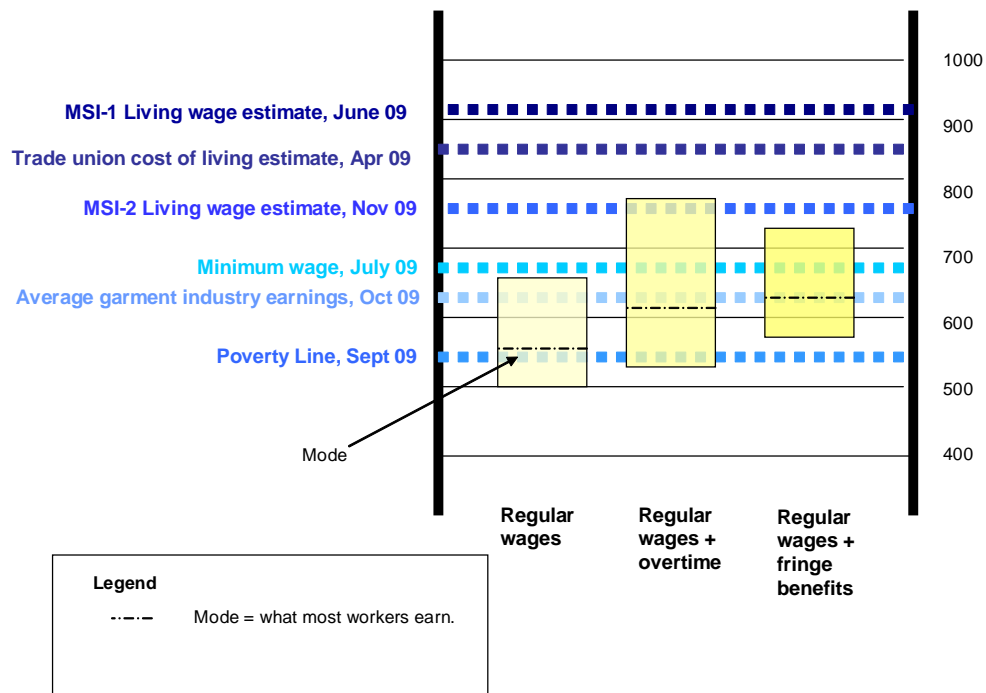 1000
MSI-1 Living wage estimate, June 09
900
Trade union cost of living estimate, Apr 09
800
MSI-2 Living wage estimate, Nov 09
700
Minimum wage, July 09
Average garment industry earnings, Oct 09
600
Poverty Line, Sept 09
500
Mode
400
Regular
wages
Regular
wages +
overtime
Regular
wages +
fringe
benefits
Legend
Mode = what most workers earn.